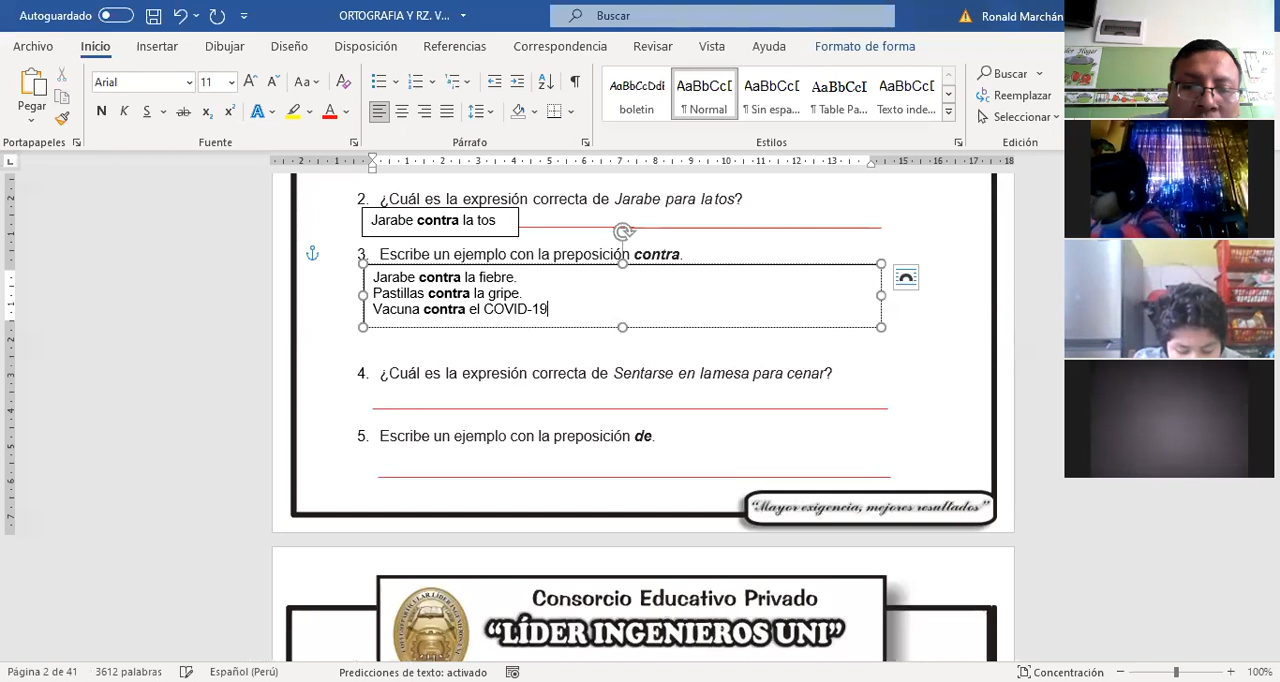 Autoguardado
ORTOGRAFIA Y RZ. V...
Buscar
Ronald Marchán
Archivo
Inicio
Insertar
Dibujar
Diseño
Disposición
Referencias
Correspondencia
Revisar
Vista
Ayuda
Formato de forma
Pegar
Portapapeles
Arial
11
Fuente
Párrafo
AaBbCcDdi
boletin
AaBbCc[
¶ Normal
AaBbCc[
¶ Sin espa...
AaBbCcI
¶ Table Pa...
AaBbCc[
Texto inde...
Estilos
Buscar
Reemplazar
Seleccionar
Edición
2. ¿Cuál es la expresión correcta de Jarabe para la tos?
Jarabe contra la tos
3. Escribe un ejemplo con la preposición contra.
Jarabe contra la fiebre.
Pastillas contra la gripe.
Vacuna contra el COVID-19
4. ¿Cuál es la expresión correcta de Sentarse en la mesa para cenar?
5. Escribe un ejemplo con la preposición de.
“Mayor exigencia, mejores resultados”
Consorcio Educativo Privado
“LÍDER INGENIEROS UNI”
Página 2 de 41
3612 palabras
Español (Perú)
Predicciones de texto: activado
Concentración
100%